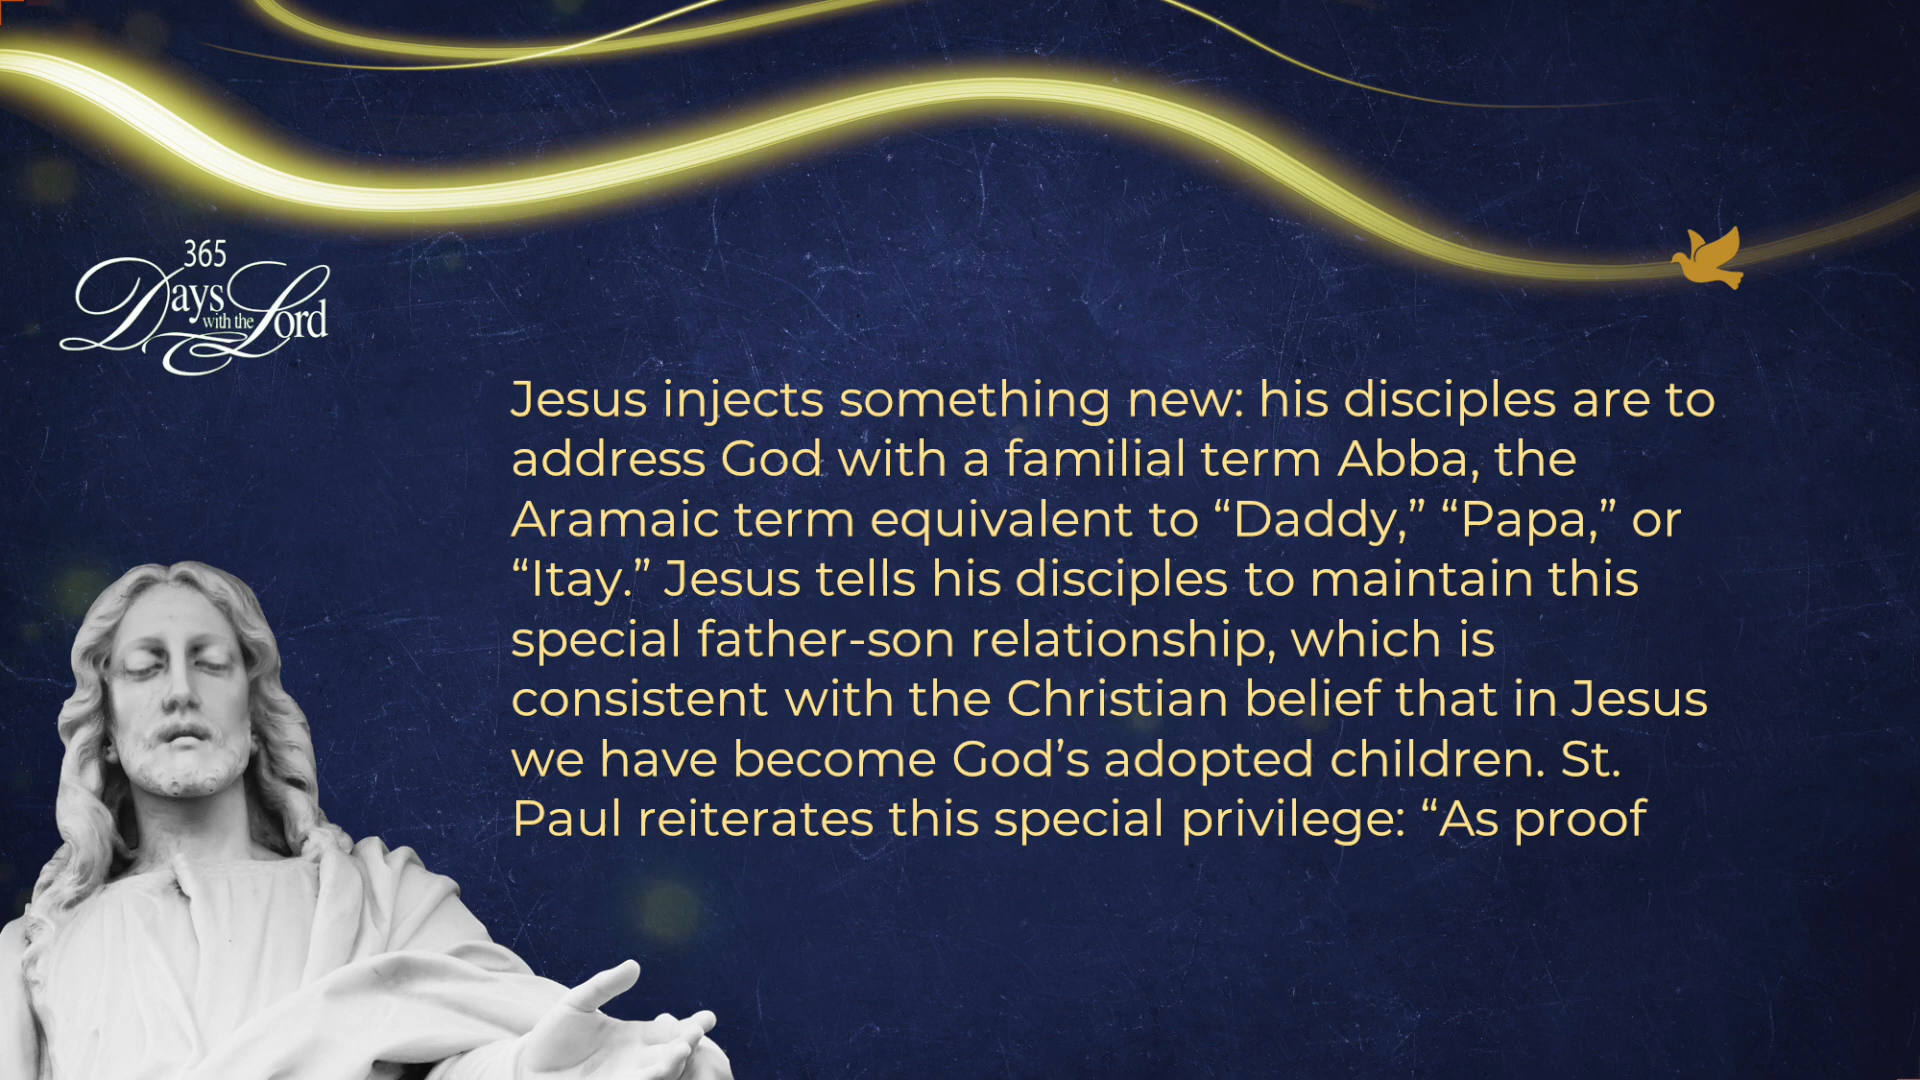 365
Days
with the
Lord
Jesus injects something new: his disciples are to
address God with a familial term Abba, the
Aramaic term equivalent to “Daddy,” “Papa,” or
“Itay.” Jesus tells his disciples to maintain this
special father-son relationship, which is
consistent with the Christian belief that in Jesus
we have become God’s adopted children. St.
Paul reiterates this special privilege: “As proof